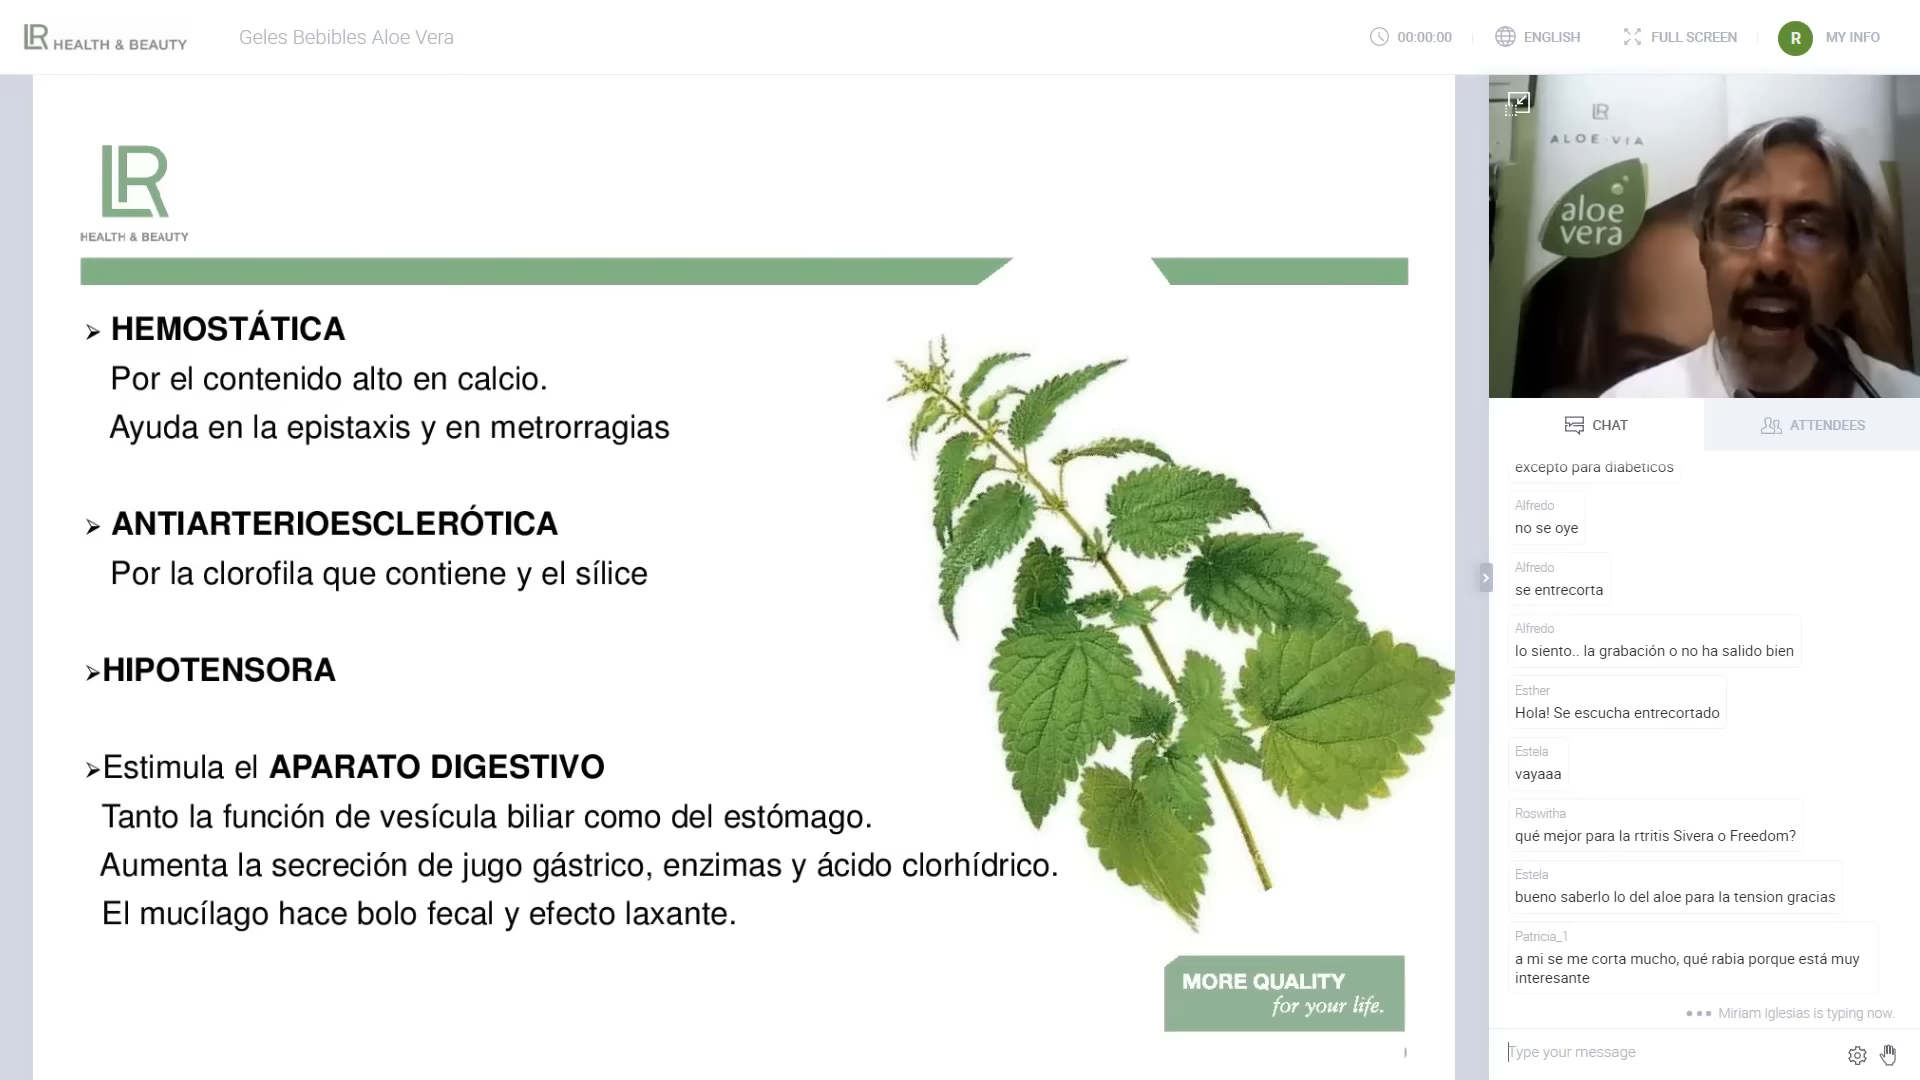 LR HEALTH & BEAUTY
Geles Bebibles Aloe Vera
00:00:00
ENGLISH
FULL SCREEN
R
MY INFO
LR
HEALTH & BEAUTY
HEMOSTÁTICA
Por el contenido alto en calcio.
Ayuda en la epistaxis y en metrorragias
ANTIARTERIOESCLERÓTICA
Por la clorofila que contiene y el sílice
HIPOTENSORA
Estimula el APARATO DIGESTIVO
Tanto la función de vesícula biliar como del estómago.
Aumenta la secreción de jugo gástrico, enzimas y ácido clorhídrico.
El mucílago hace bolo fecal y efecto laxante.
MORE QUALITY
for your life.
LR
ALOE VIA
aloe
vera
CHAT
ATTENDEES
excepto para diabeticos
Alfredo
no se oye
Alfredo
se entrecorta
Alfredo
lo siento.. la grabación o no ha salido bien
Esther
Hola! Se escucha entrecortado
Estela
vayaaa
Roswitha
qué mejor para la rtritis Sivera o Freedom?
Estela
bueno saberlo lo del aloe para la tension gracias
Patricia_1
a mi se me corta mucho, qué rabia porque está muy
interesante
Miriam Iglesias is typing now.
Type your message